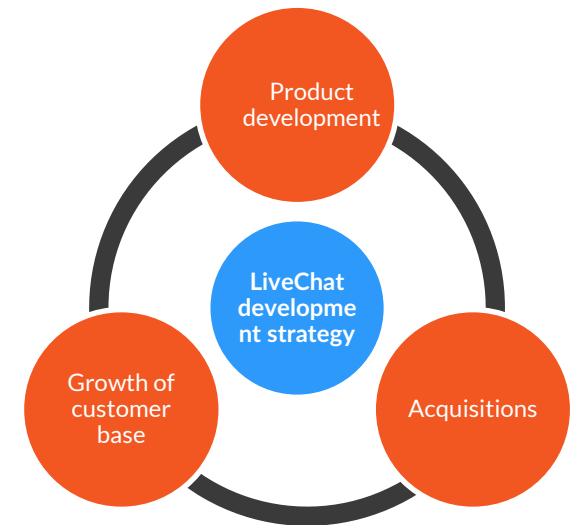 Product
development
LiveChat
developme
nt strategy
Growth of
customer
base
Acquisitions